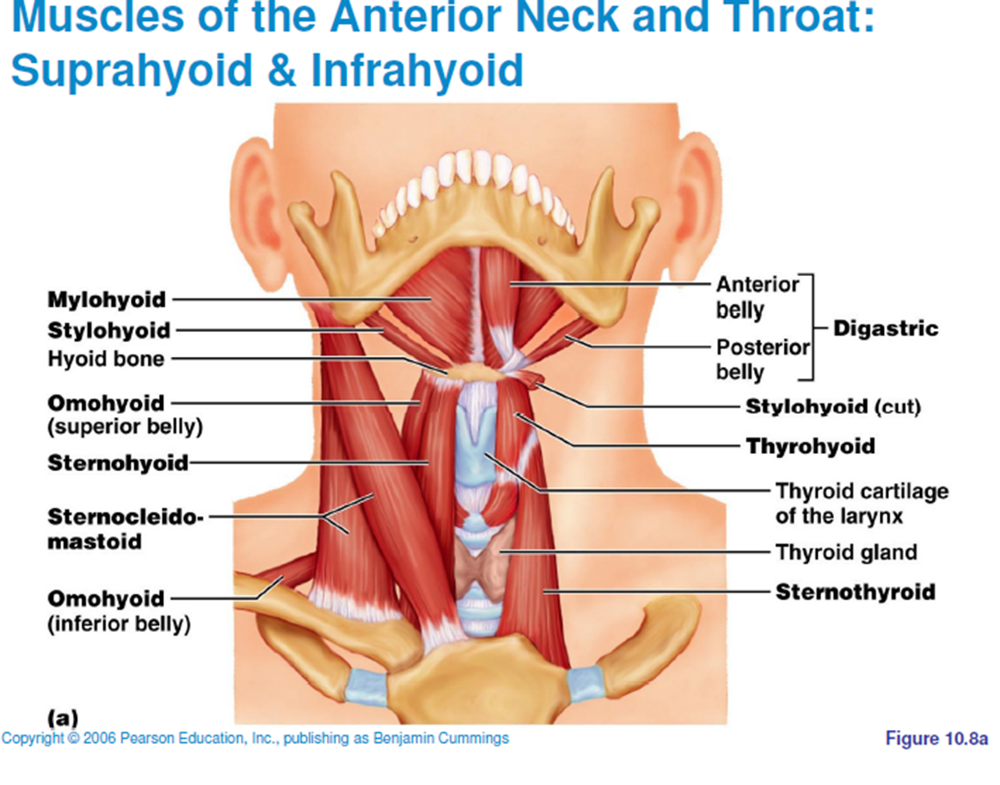 Muscles of the Anterior Neck and Throat:
Suprahyoid & Infrahyoid
Mylohyoid
Stylohyoid
Hyoid bone
Omohyoid
(superior belly)
Sternohyoid
Sternocleido-
mastoid
Omohyoid
(inferior belly)
Anterior
belly
Posterior
belly
Digastric
Stylohyoid (cut)
Thyrohyoid
Thyroid cartilage
of the larynx
Thyroid gland
Sternothyroid
(a)
Copyright © 2006 Pearson Education, Inc., publishing as Benjamin Cummings
Figure 10.8a